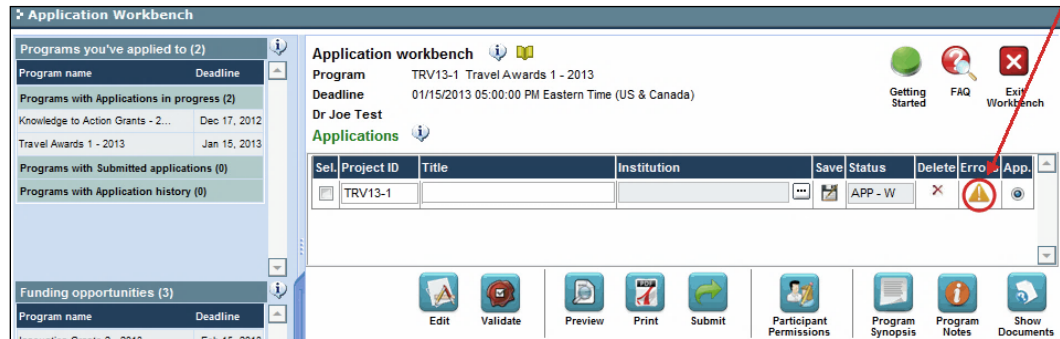 Application Workbench
Programs you've applied to (2)
Program name Deadline
Programs with Applications in progress (2)
Knowledge to Action Grants - 2... Dec 17, 2012
Travel Awards 1 - 2013 Jan 15, 2013
Programs with Submitted applications (0)
Programs with Application history (0)
Funding opportunities (3)
Program name Deadline
Application workbench
Program TRV13-1 Travel Awards 1 - 2013
Deadline 01/15/2013 05:00:00 PM Eastern Time (US & Canada)
Dr Joe Test
Applications
Getting Started
FAQ
Exit Workbench
Sel. Project ID Title Institution Save Status Delete Errors App.
TRV13-1 ... APP - W
Edit Validate Preview Print Submit Participant Permissions Program Synopsis Program Notes Show Documents